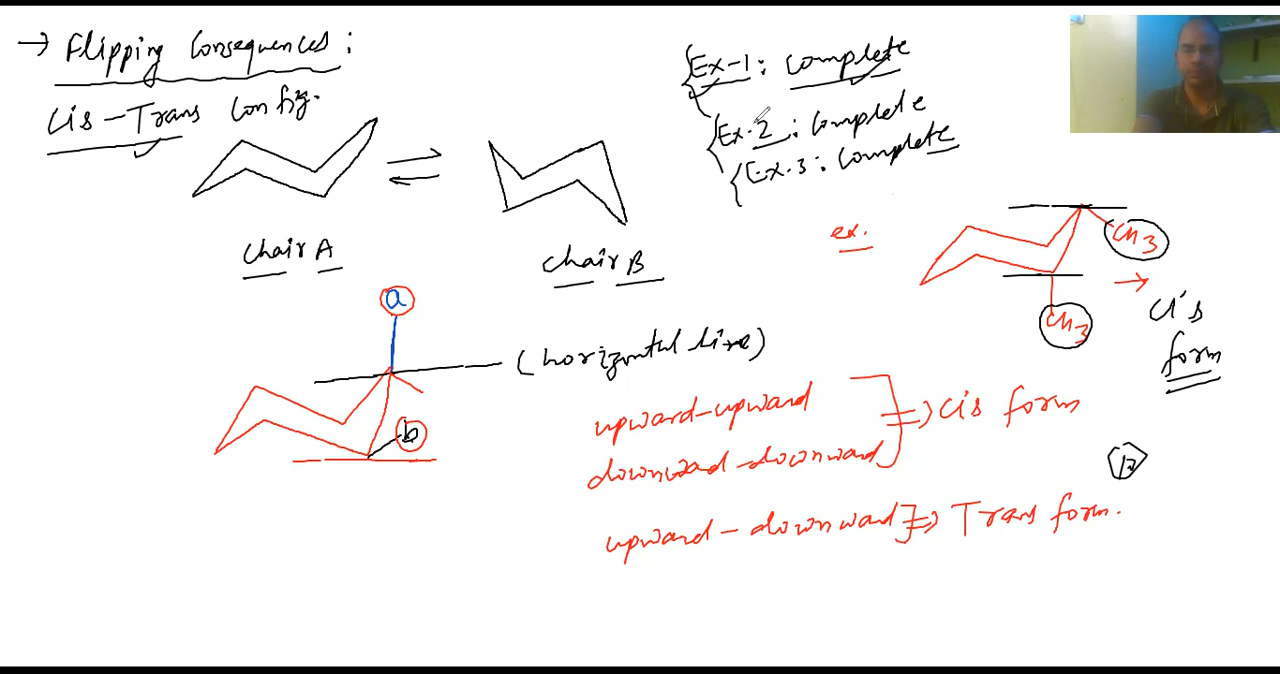 → Flipping Consequences:
Cis-Trans Config.
Ex-1: Complete
Ex-2: Complete
Ex-3: Complete
Chair A
Chair B
ex.
CH3
CH3
→ Cis form
a
b
(horizontal line)
upward-upward
downward-downward
⇒ Cis form
upward-downward ⇒ Trans form.